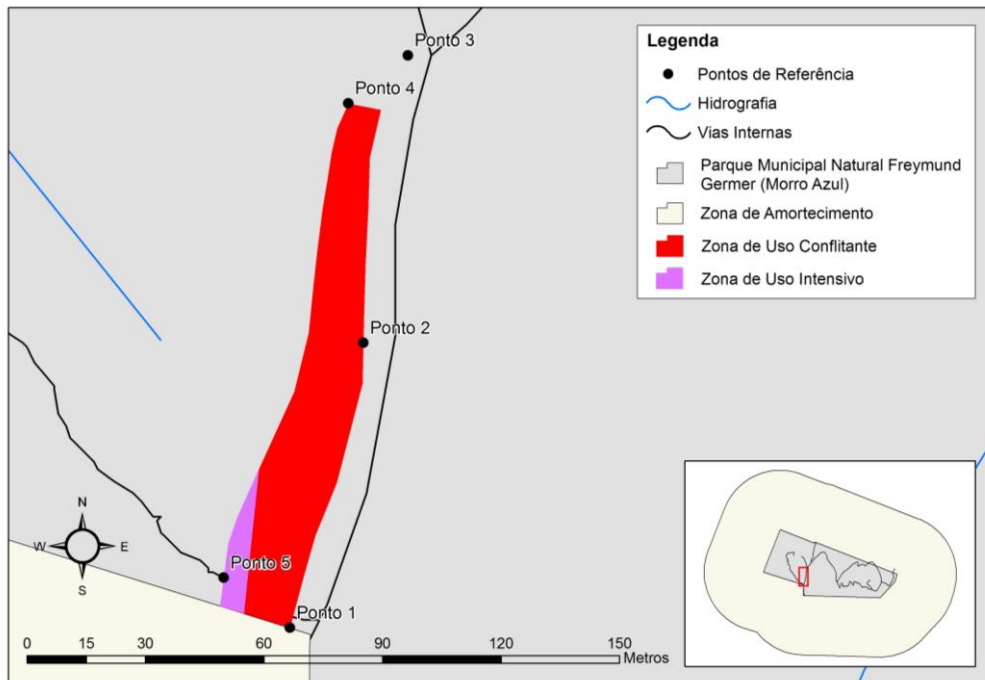 Ponto 3
Ponto 4
Ponto 2
Ponto 5
Ponto 1
Legenda
Pontos de Referência
Hidrografia
Vias Internas
Parque Municipal Natural Freymund
Germer (Morro Azul)
Zona de Amortecimento
Zona de Uso Conflitante
Zona de Uso Intensivo
N
W E
S
0 15 30 60 90 120 150
Metros